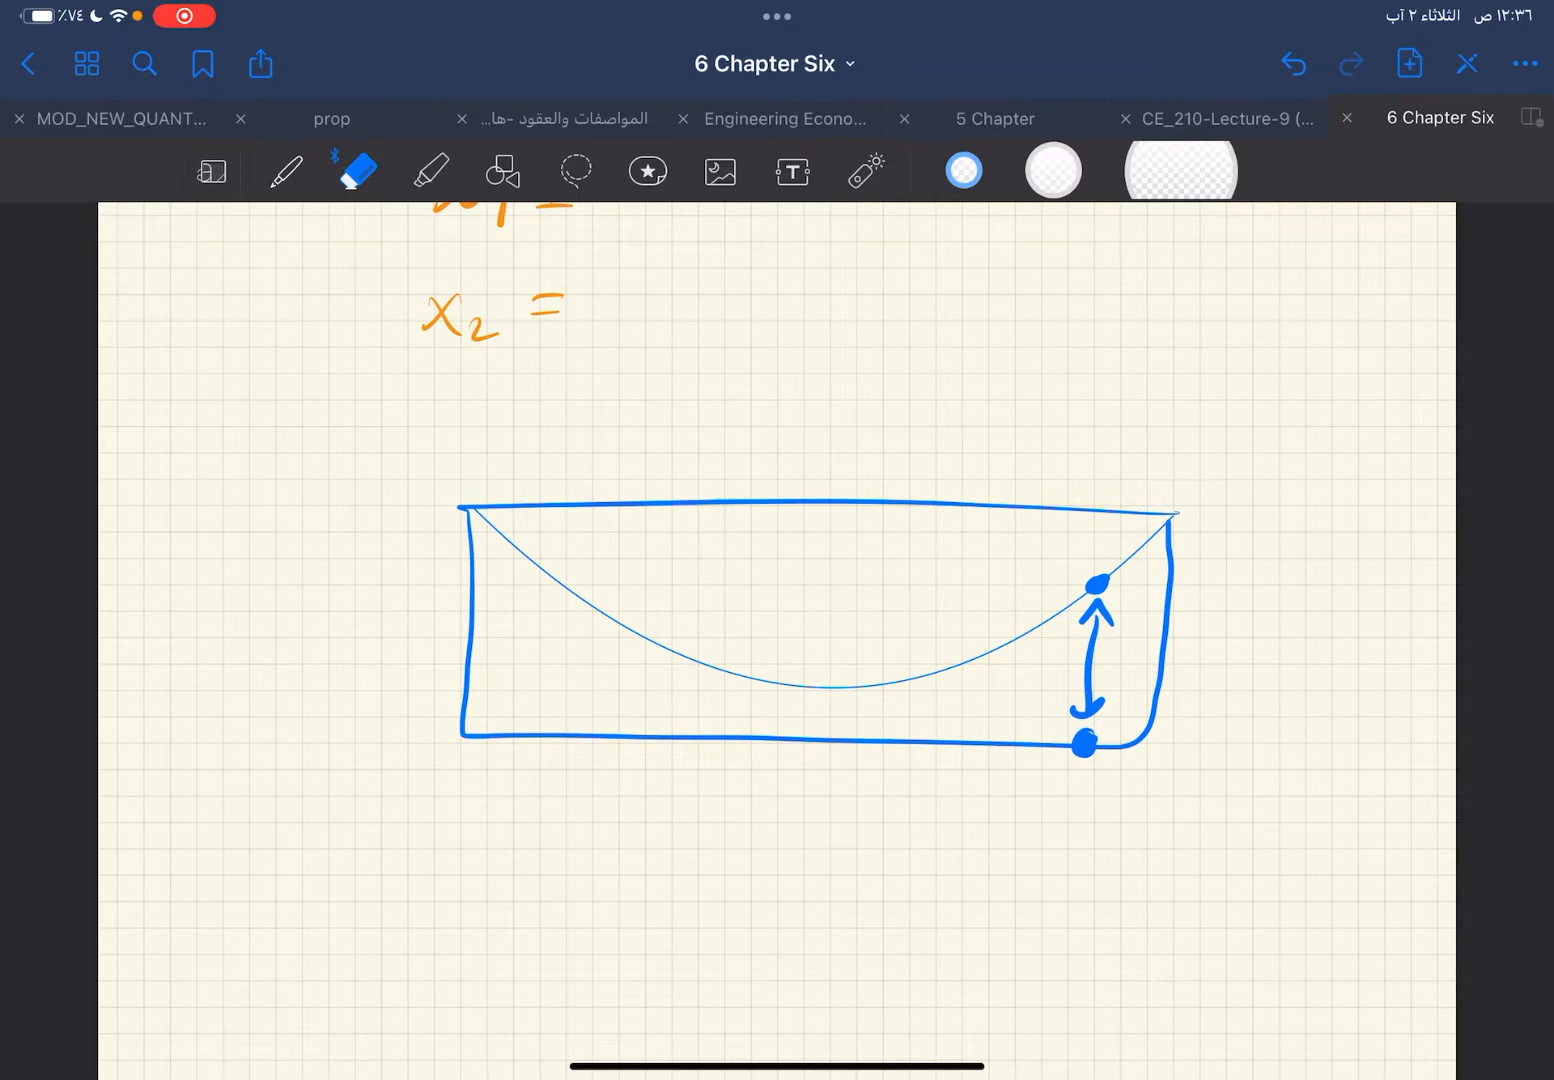 ٪٧٤
١٢:٣٦ ص الثلاثاء ٢ آب
6 Chapter Six
MOD_NEW_QUANT...
prop
المواصفات والعقود -ها...
Engineering Econo...
5 Chapter
CE_210-Lecture-9 (...
6 Chapter Six
T
x₂ =